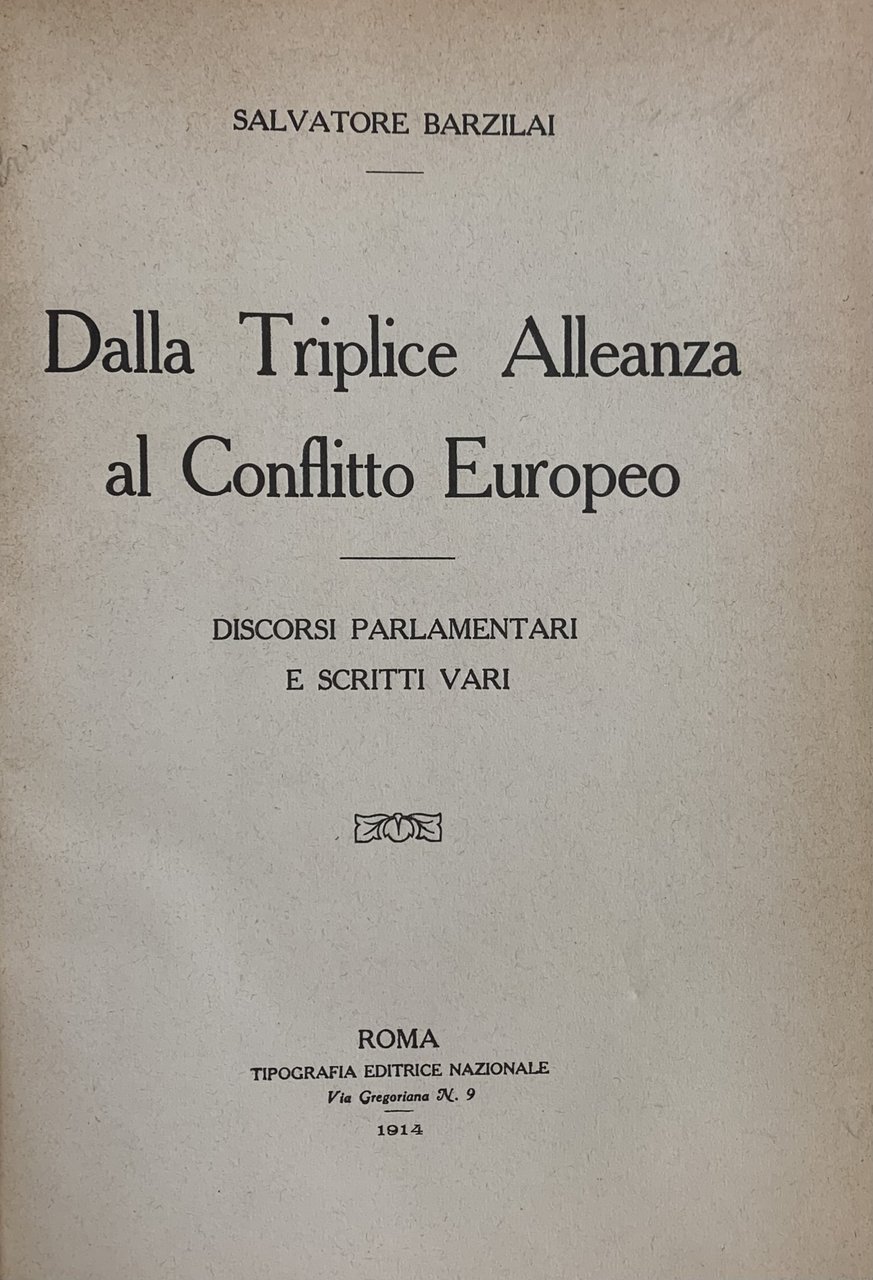 SALVATORE BARZILAI
Dalla Triplice Alleanza
al Conflitto Europeo
DISCORSI PARLAMENTARI
E SCRITTI VARI
ROMA
TIPOGRAFIA EDITRICE NAZIONALE
Via Gregoriana N. 9
1914